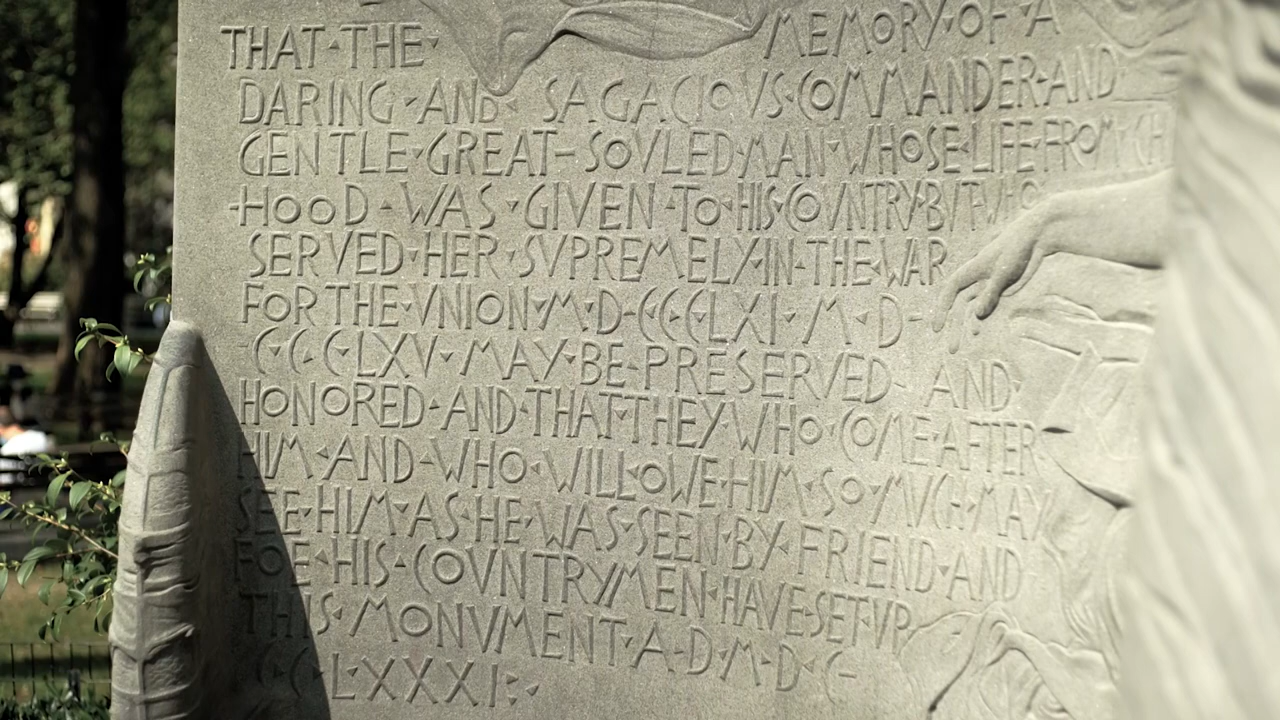 THAT·THE· MEMORY·OF·A
DARING·AND· SAGACIOVS·COMMANDER·AND
GENTLE·GREAT-SOVLED·MAN·WHOSE·LIFE·FROM·CH
-HOOD·WAS·GIVEN·TO·HIS·COVNTRY·BVT·WHO
SERVED·HER·SVPREMELY·IN·THE·WAR
FOR THE·VNION·M·D·CCCLXI·M·D-
-C·C·C·LXV·MAY·BE·PRESERVED· AND·
HONORED·AND·THAT·THEY·WHO·COME·AFTER
HIM·AND·WHO·WILL·OWE·HIM·SO·MVCH·MAY
SEE·HIM·AS·HE·WAS·SEEN·BY·FRIEND·AND
FOE·HIS·COVNTRYMEN·HAVE·SET·VP
THIS·MONVMENT·A·D·M·D·C-
C·C·LXXXI:·